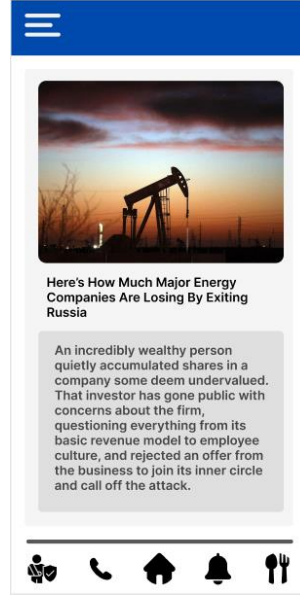 Here's How Much Major Energy
Companies Are Losing By Exiting
Russia
An incredibly wealthy person
quietly accumulated shares in a
company some deem undervalued.
That investor has gone public with
concerns about the firm,
questioning everything from its
basic revenue model to employee
culture, and rejected an offer from
the business to join its inner circle
and call off the attack.